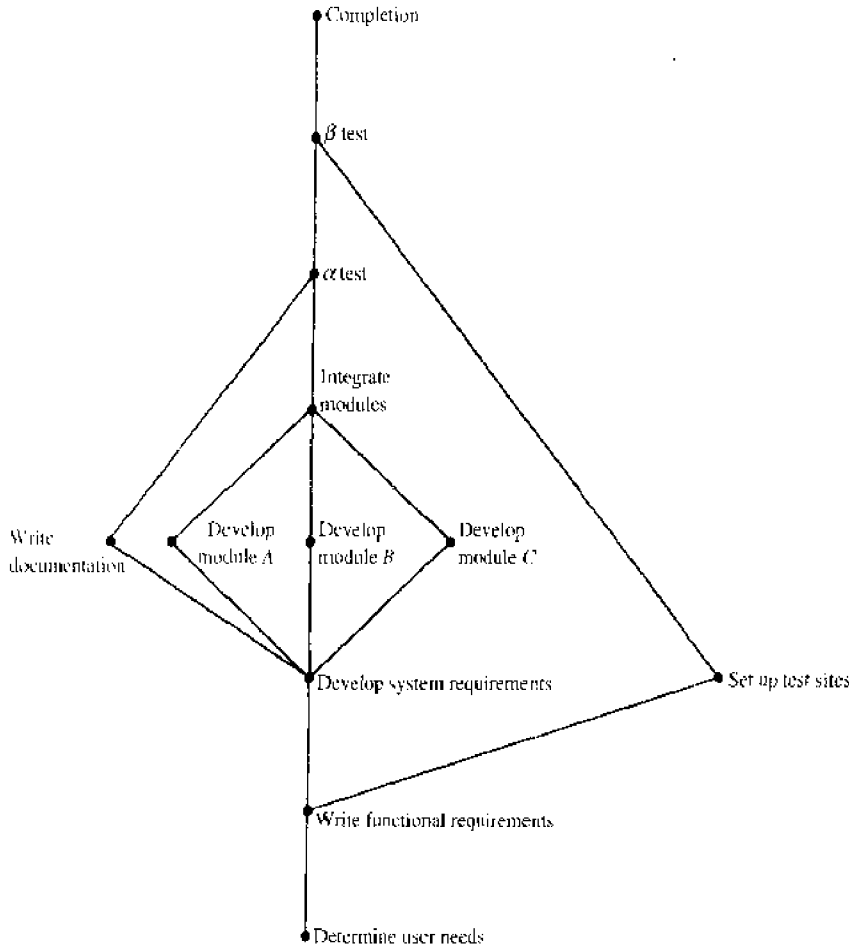 Completion
β test
α test
Integrate
modules
Write
documentation
Develop
module A
Develop
module B
Develop
module C
Develop system requirements
Set up test sites
Write functional requirements
Determine user needs